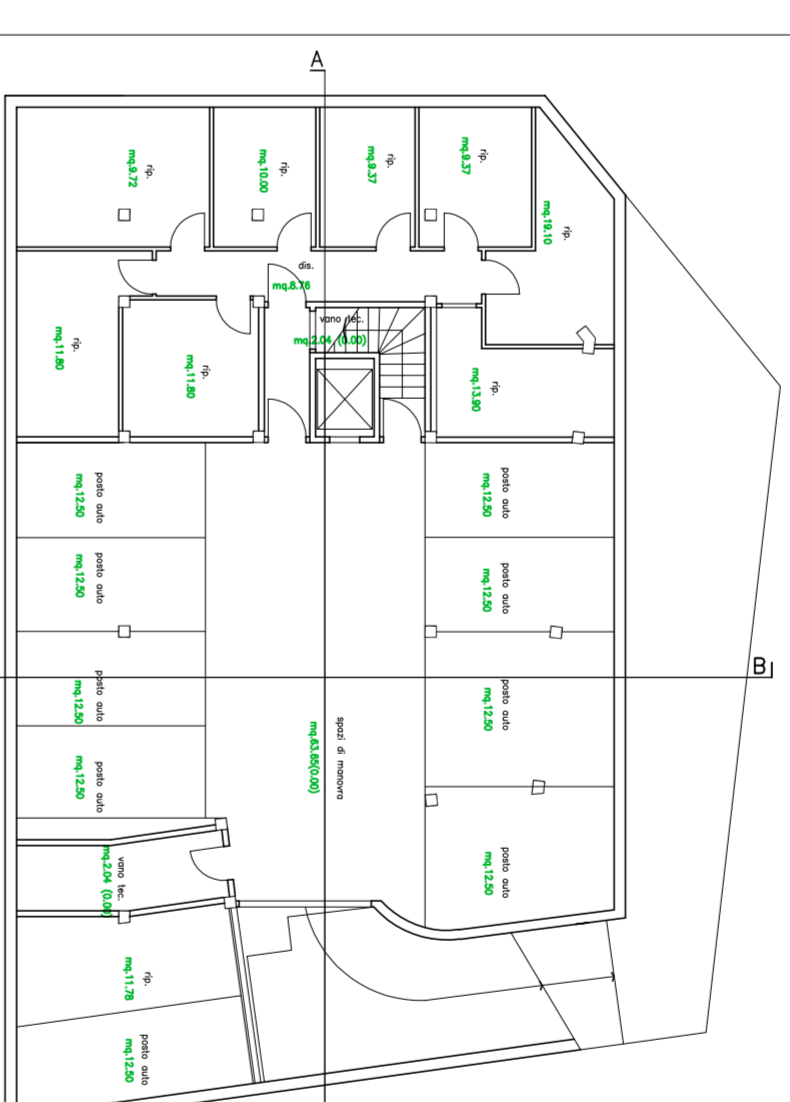 A
rip.
mq.9.72
rip.
mq.10.00
rip.
mq.9.37
rip.
mq.9.37
rip.
mq.19.10
dis.
mq.8.76
vano tec.
mq.2.04 (0.00)
rip.
mq.11.80
rip.
mq.11.80
rip.
mq.13.90
posto auto
mq.12.50
posto auto
mq.12.50
posto auto
mq.12.50
posto auto
mq.12.50
posto auto
mq.12.50
posto auto
mq.12.50
B
spazi di manovra
mq.63.65(0.00)
posto auto
mq.12.50
posto auto
mq.12.50
vano tec.
mq.2.04 (0.00)
rip.
mq.11.78
posto auto
mq.12.50